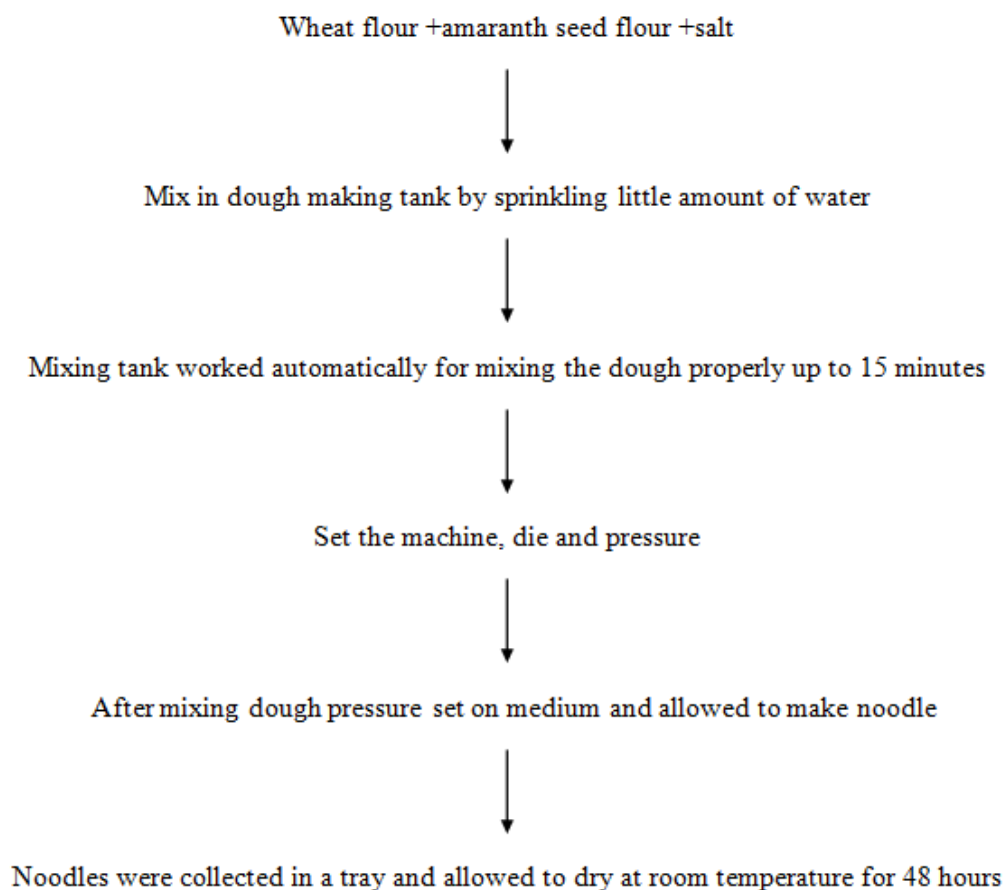 Wheat flour +amaranth seed flour +salt
Mix in dough making tank by sprinkling little amount of water
Mixing tank worked automatically for mixing the dough properly up to 15 minutes
Set the machine, die and pressure
After mixing dough pressure set on medium and allowed to make noodle
Noodles were collected in a tray and allowed to dry at room temperature for 48 hours